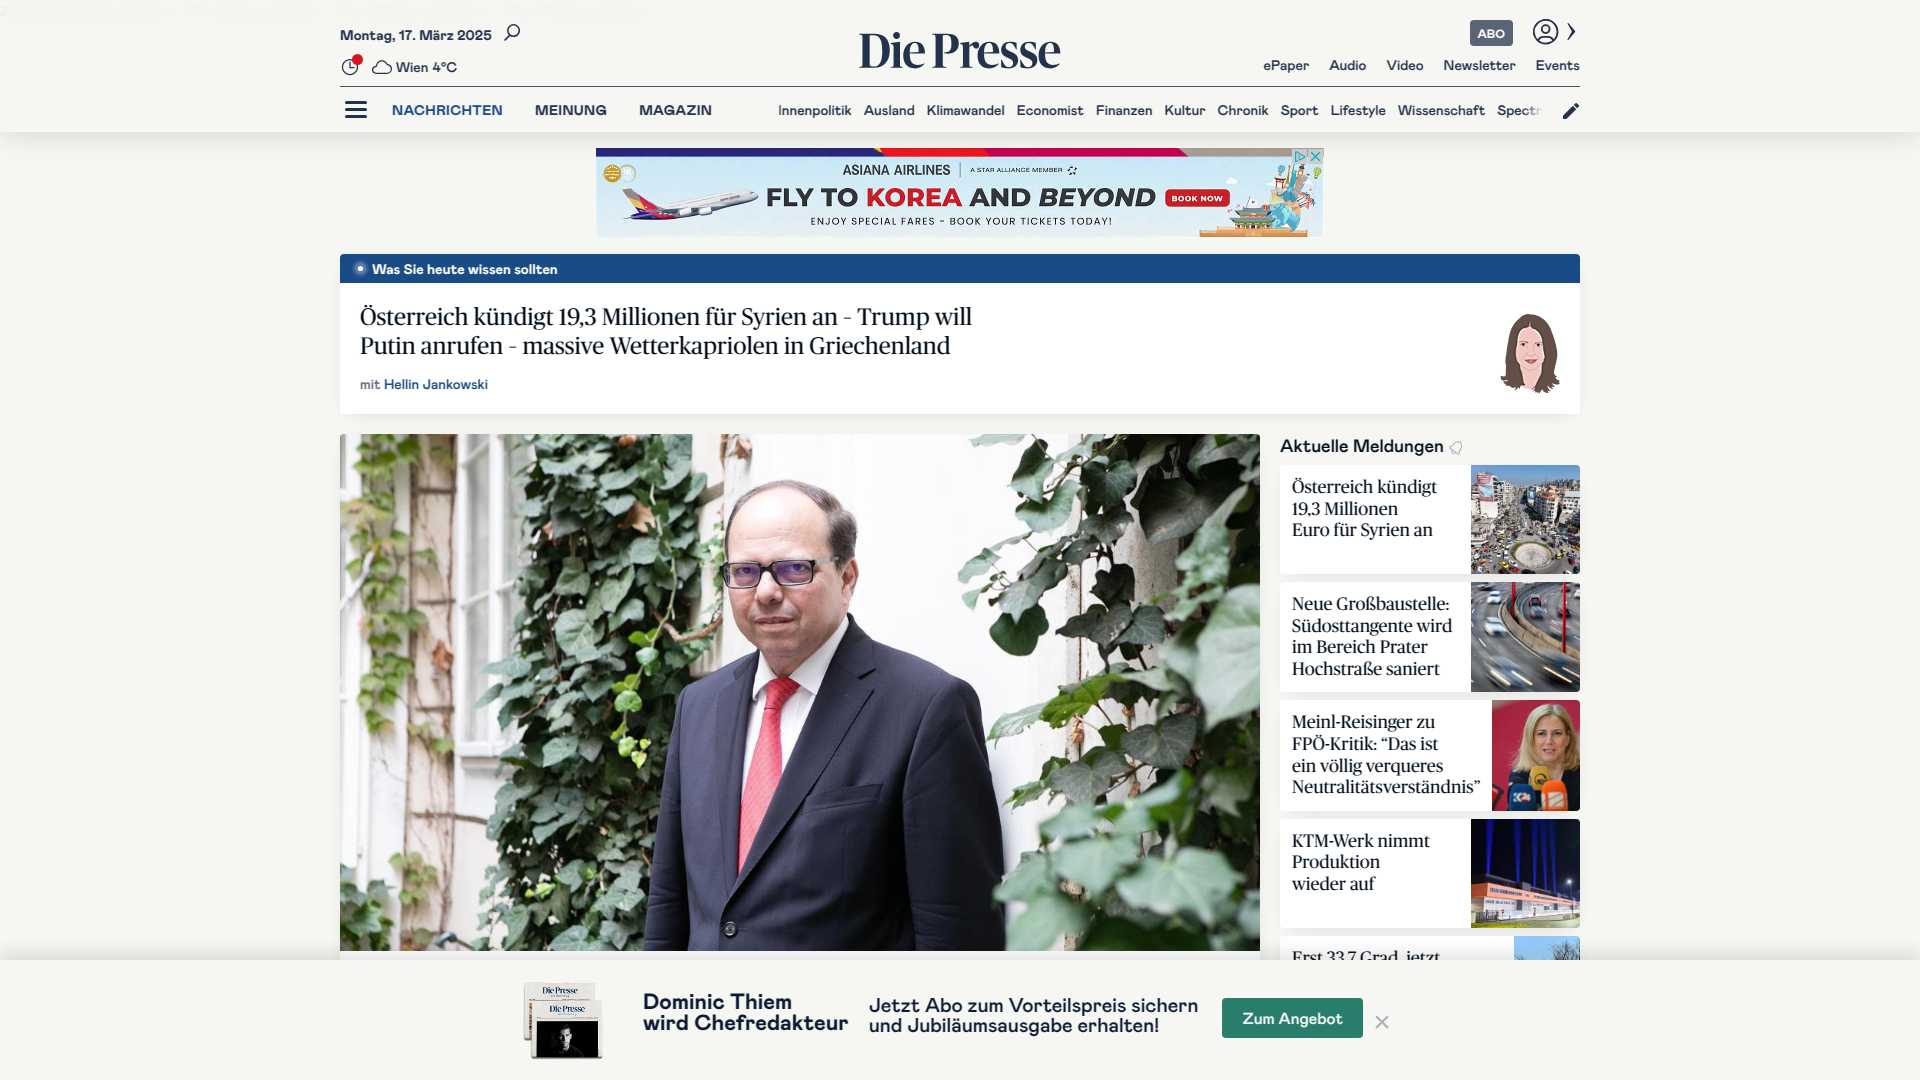 Montag, 17. März 2025
Wien 4°C
Die Presse
ABO
ePaper Audio Video Newsletter Events
NACHRICHTEN MEINUNG MAGAZIN
Innenpolitik Ausland Klimawandel Economist Finanzen Kultur Chronik Sport Lifestyle Wissenschaft Spectr
ASIANA AIRLINES A STAR ALLIANCE MEMBER
FLY TO KOREA AND BEYOND
BOOK NOW
ENJOY SPECIAL FARES - BOOK YOUR TICKETS TODAY!
Was Sie heute wissen sollten
Österreich kündigt 19,3 Millionen für Syrien an – Trump will
Putin anrufen – massive Wetterkapriolen in Griechenland
mit Hellin Jankowski
Aktuelle Meldungen
Österreich kündigt
19,3 Millionen
Euro für Syrien an
Neue Großbaustelle:
Südosttangente wird
im Bereich Prater
Hochstraße saniert
Meinl-Reisinger zu
FPÖ-Kritik: “Das ist
ein völlig verqueres
Neutralitätsverständnis”
KTM-Werk nimmt
Produktion
wieder auf
Erst 33,7 Grad, jetzt
Die Presse
Die Presse
Dominic Thiem
wird Chefredakteur
Jetzt Abo zum Vorteilspreis sichern
und Jubiläumsausgabe erhalten!
Zum Angebot